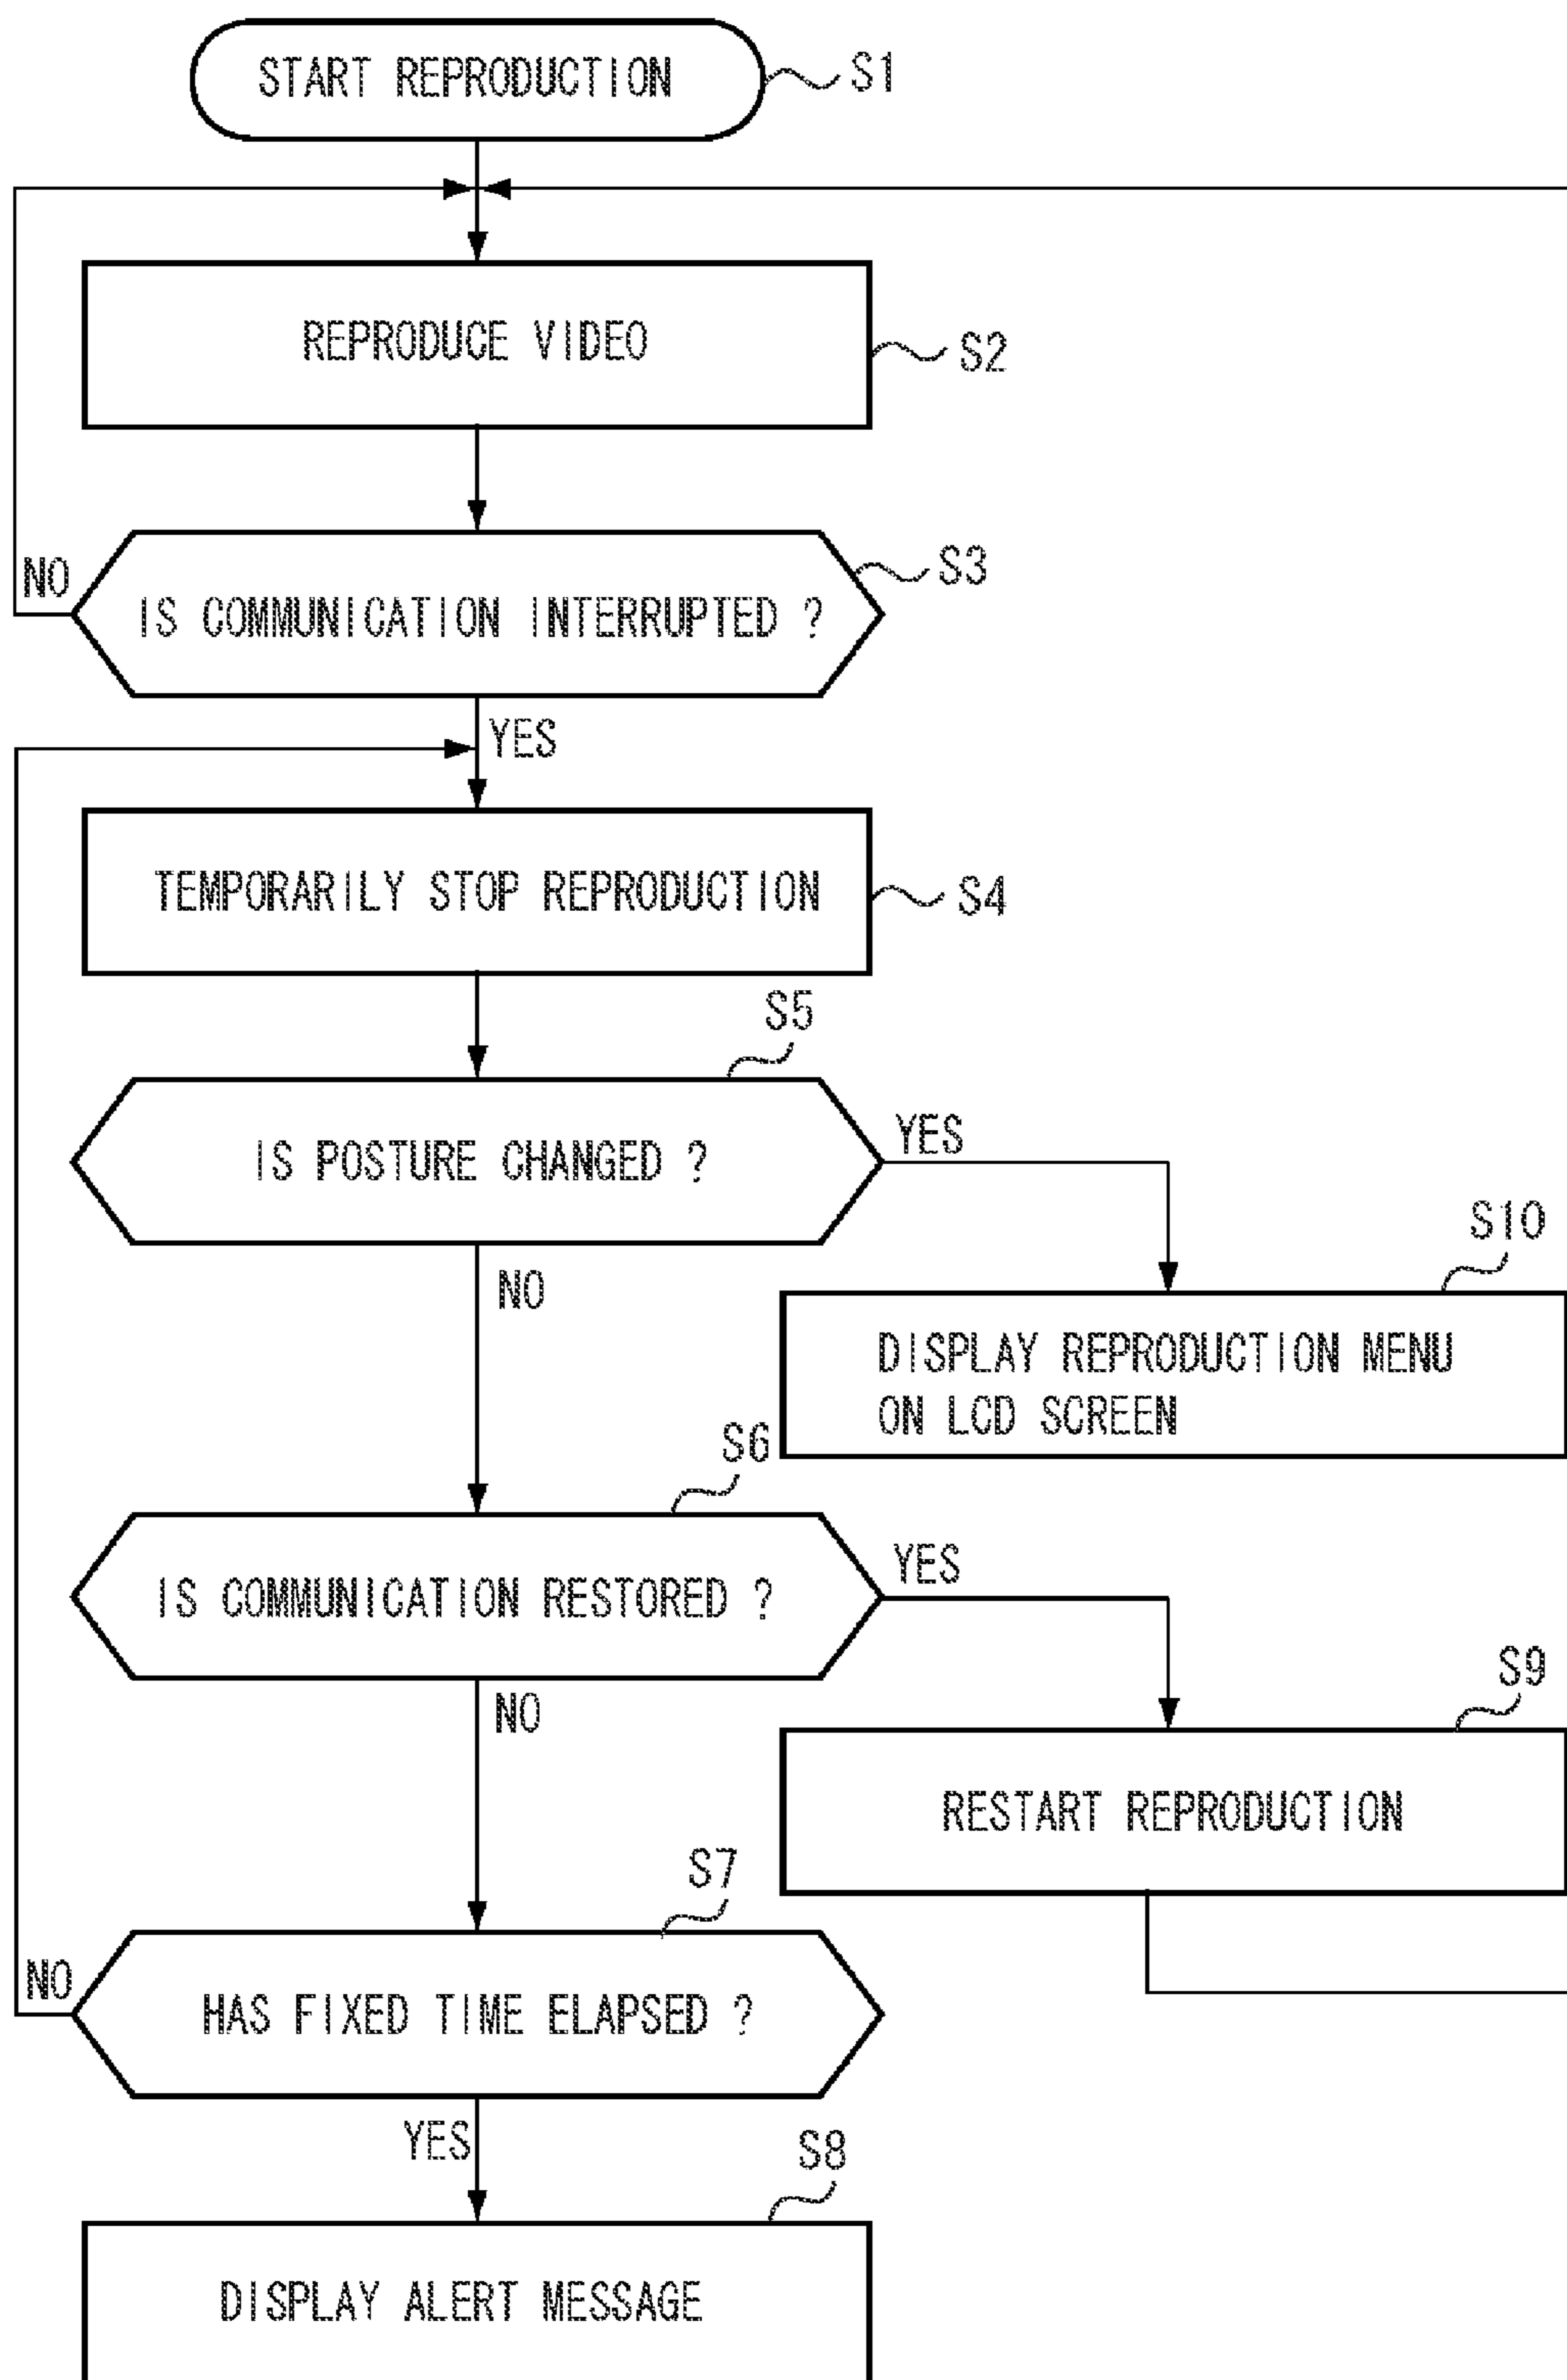 START REPRODUCTION
S1
REPRODUCE VIDEO
S2
NO
S3
IS COMMUNICATION INTERRUPTED ?
YES
TEMPORARILY STOP REPRODUCTION
S4
S5
IS POSTURE CHANGED ?
YES
NO
S10
DISPLAY REPRODUCTION MENU
ON LCD SCREEN
S6
IS COMMUNICATION RESTORED ?
YES
NO
S9
RESTART REPRODUCTION
S7
NO
HAS FIXED TIME ELAPSED ?
YES
S8
DISPLAY ALERT MESSAGE